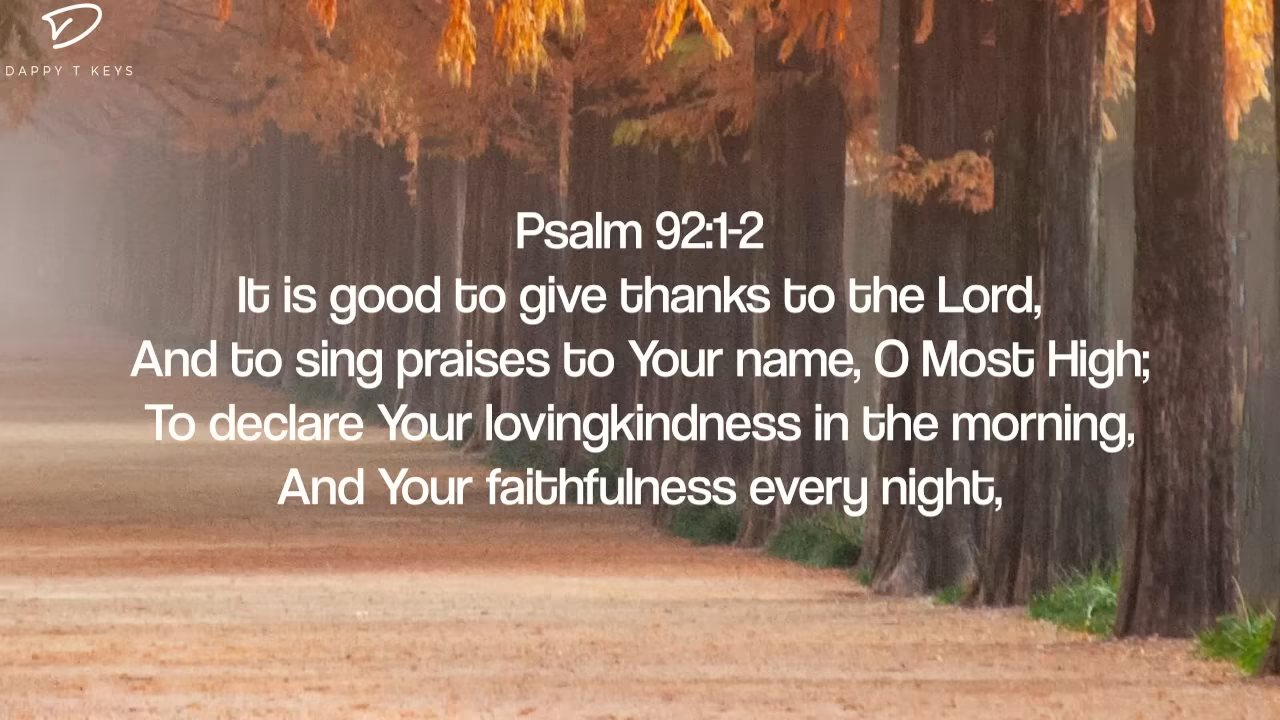 DAPPY T KEYS
Psalm 92:1-2
It is good to give thanks to the Lord,
And to sing praises to Your name, O Most High;
To declare Your lovingkindness in the morning,
And Your faithfulness every night,